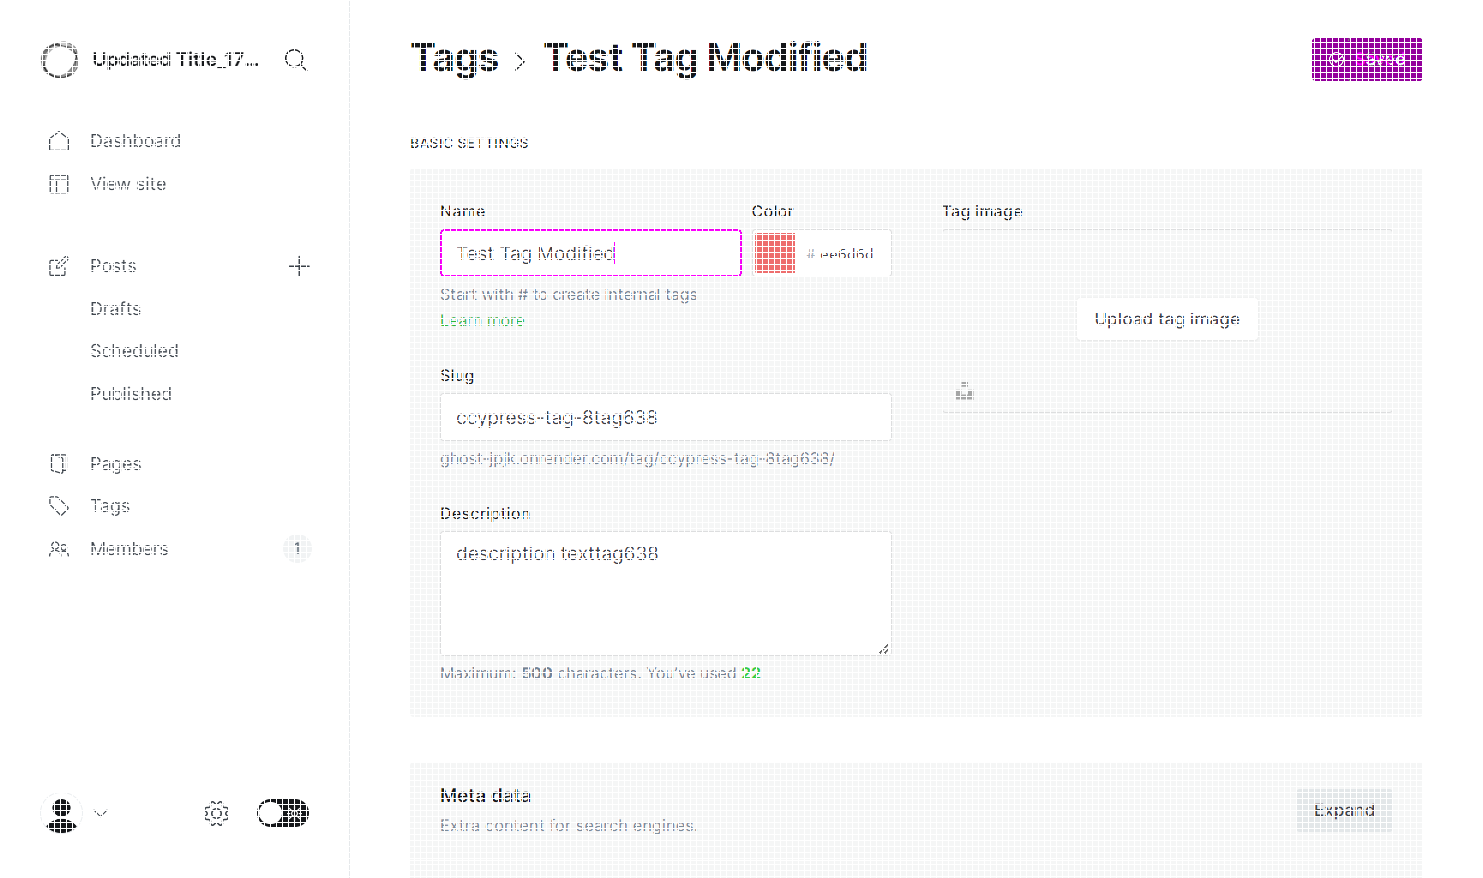 Updated Title_17...
Dashboard
View site
Posts
Drafts
Scheduled
Published
Pages
Tags
Members
1
Tags > Test Tag Modified
BASIC SETTINGS
Name
Test Tag Modified
Start with # to create internal tags
Learn more
Color
# ee6d6d
Tag image
Upload tag image
Slug
ccypress-tag-8tag638
ghost-jpjk.onrender.com/tag/ccypress-tag-8tag638/
Description
description texttag638
Maximum: 500 characters. You've used 22
Meta data
Extra content for search engines.
Expand